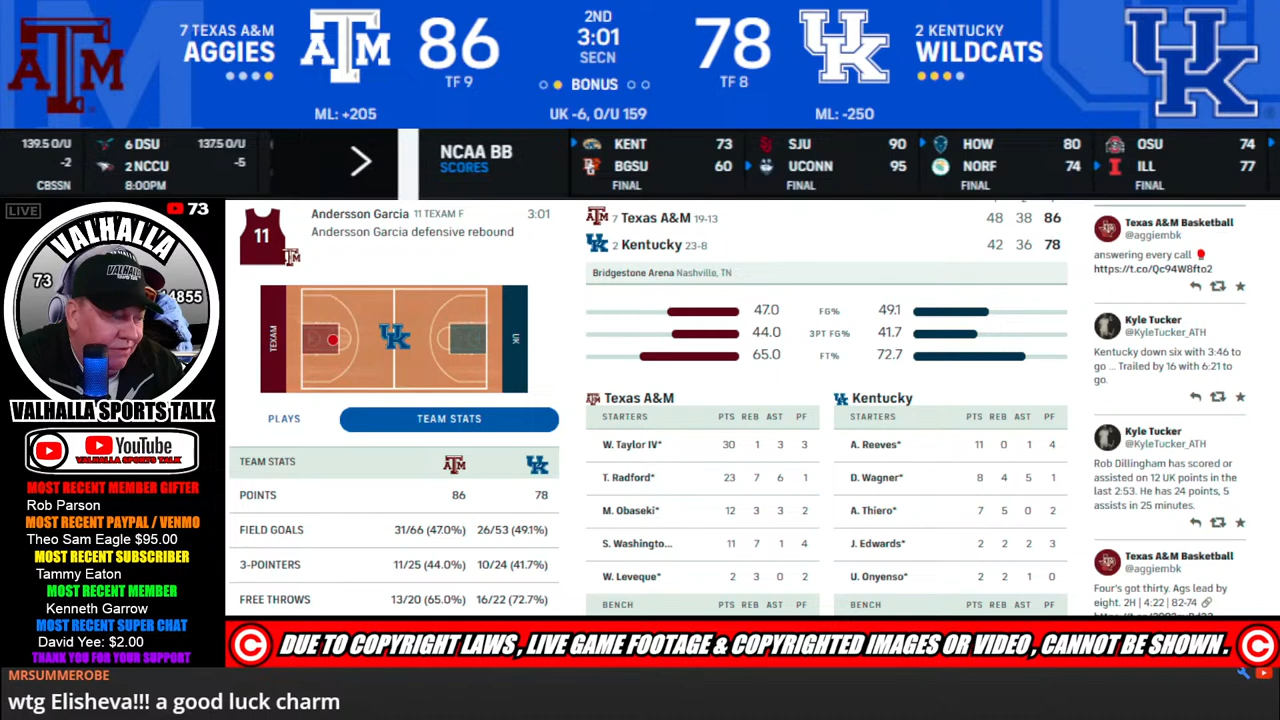 7 TEXAS A&M
AGGIES
ATM
86
TF 9
2ND
3:01
SECN
BONUS
78
TF 8
2 KENTUCKY
WILDCATS
UK
ML: +205
UK -6, O/U 159
ML: -250
139.5 O/U
-2
CBSSN
6 DSU 137.5 O/U
2 NCCU -5
8:00PM
NCAA BB
SCORES
KENT 73
BGSU 60
FINAL
SJU 90
UCONN 95
FINAL
HOW 80
NORF 74
FINAL
OSU 74
ILL 77
FINAL
LIVE
73
VALHALLA
VALHALLA
73
14855
VALHALLA SPORTS TALK
YouTube
VALHALLA SPORTS TALK
MOST RECENT MEMBER GIFTER
Rob Parson
MOST RECENT PAYPAL / VENMO
Theo Sam Eagle $95.00
MOST RECENT SUBSCRIBER
Tammy Eaton
MOST RECENT MEMBER
Kenneth Garrow
MOST RECENT SUPER CHAT
David Yee: $2.00
THANK YOU FOR YOUR SUPPORT
11
Andersson Garcia 11 TEXAM F 3:01
Andersson Garcia defensive rebound
TEXAM
UK
UK
PLAYS
TEAM STATS
TEAM STATS
POINTS 86 78
FIELD GOALS 31/66 (47.0%) 26/53 (49.1%)
3-POINTERS 11/25 (44.0%) 10/24 (41.7%)
FREE THROWS 13/20 (65.0%) 16/22 (72.7%)
7 Texas A&M 19-13 48 38 86
2 Kentucky 23-8 42 36 78
Bridgestone Arena Nashville, TN
47.0 FG% 49.1
44.0 3PT FG% 41.7
65.0 FT% 72.7
Texas A&M
STARTERS PTS REB AST PF
W. Taylor IV* 30 1 3 3
T. Radford* 23 7 6 1
M. Obaseki* 12 3 3 2
S. Washingto... 11 7 1 4
W. Leveque* 2 3 0 2
BENCH PTS REB AST PF
Kentucky
STARTERS PTS REB AST PF
A. Reeves* 11 0 1 4
D. Wagner* 8 4 5 1
A. Thiero* 7 5 0 2
J. Edwards* 2 2 2 3
U. Onyenso* 2 2 1 0
BENCH PTS REB AST PF
Texas A&M Basketball
@aggiembk
answering every call
https://t.co/Qc94W8fto2
Kyle Tucker
@KyleTucker_ATH
Kentucky down six with 3:46 to
go ... Trailed by 16 with 6:21 to
go.
Kyle Tucker
@KyleTucker_ATH
Rob Dillingham has scored or
assisted on 12 UK points in the
last 2:53. He has 24 points, 5
assists in 25 minutes.
Texas A&M Basketball
@aggiembk
Four's got thirty. Ags lead by
eight. 2H | 4:22 | 82-74
DUE TO COPYRIGHT LAWS , LIVE GAME FOOTAGE & COPYRIGHTED IMAGES OR VIDEO , CANNOT BE SHOWN .
MRSUMMEROBE
wtg Elisheva!!! a good luck charm